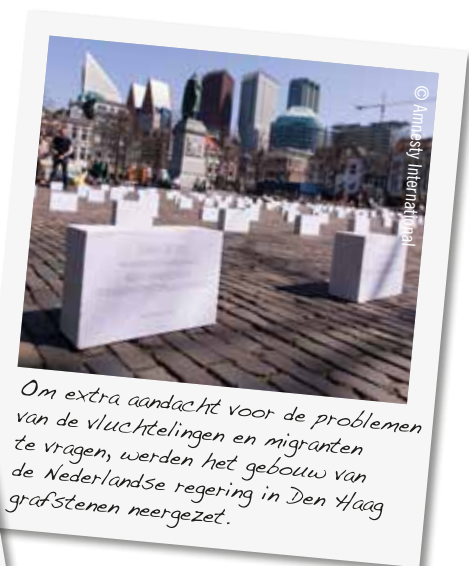 © Amnesty International
Om extra aandacht voor de problemen
van de vluchtelingen en migranten
te vragen, werden het gebouw van
de Nederlandse regering in Den Haag
grafstenen neergezet.